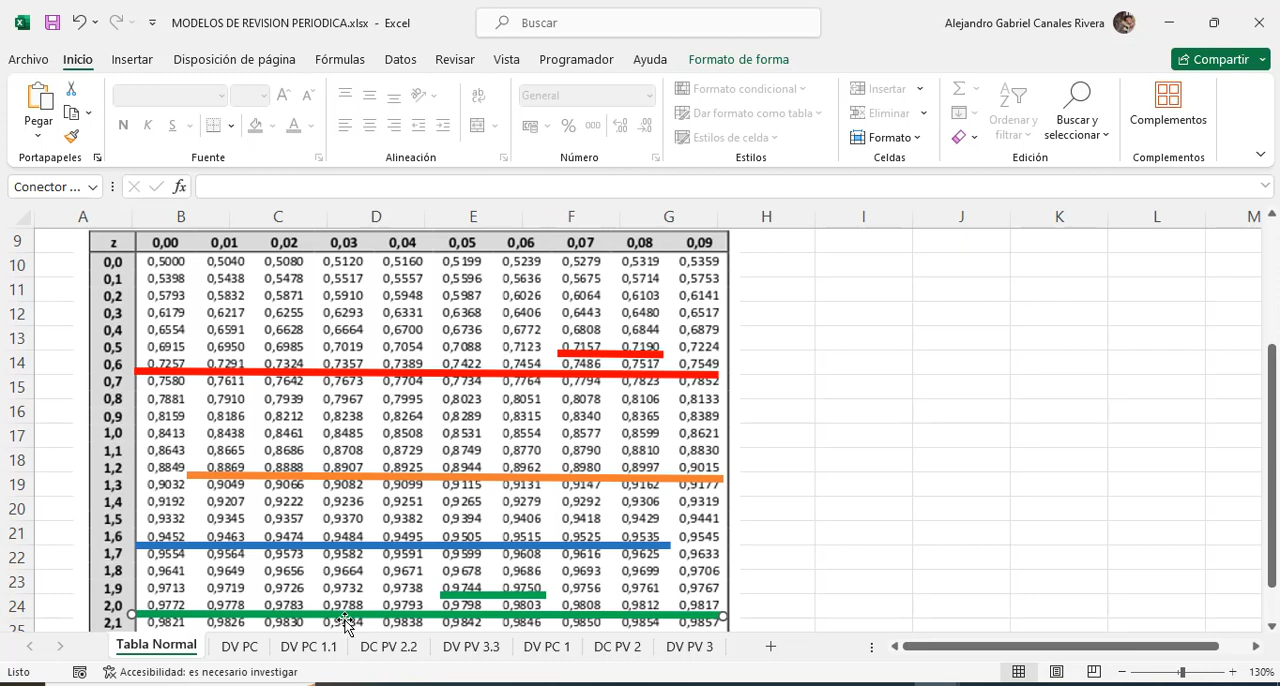 MODELOS DE REVISION PERIODICA.xlsx - Excel
Buscar
Alejandro Gabriel Canales Rivera
Archivo Inicio Insertar Disposición de página Fórmulas Datos Revisar Vista Programador Ayuda Formato de forma
Compartir
Pegar
N K S
General
% 000
Formato condicional
Dar formato como tabla
Estilos de celda
Insertar
Eliminar
Formato
Ordenar y filtrar
Buscar y seleccionar
Complementos
Portapapeles Fuente Alineación Número Estilos Celdas Edición Complementos
Conector ...
fx
A B C D E F G H I J K L M
9 z 0,00 0,01 0,02 0,03 0,04 0,05 0,06 0,07 0,08 0,09
10 0,0 0,5000 0,5040 0,5080 0,5120 0,5160 0,5199 0,5239 0,5279 0,5319 0,5359
0,1 0,5398 0,5438 0,5478 0,5517 0,5557 0,5596 0,5636 0,5675 0,5714 0,5753
11 0,2 0,5793 0,5832 0,5871 0,5910 0,5948 0,5987 0,6026 0,6064 0,6103 0,6141
12 0,3 0,6179 0,6217 0,6255 0,6293 0,6331 0,6368 0,6406 0,6443 0,6480 0,6517
13 0,4 0,6554 0,6591 0,6628 0,6664 0,6700 0,6736 0,6772 0,6808 0,6844 0,6879
0,5 0,6915 0,6950 0,6985 0,7019 0,7054 0,7088 0,7123 0,7157 0,7190 0,7224
14 0,6 0,7257 0,7291 0,7324 0,7357 0,7389 0,7422 0,7454 0,7486 0,7517 0,7549
15 0,7 0,7580 0,7611 0,7642 0,7673 0,7704 0,7734 0,7764 0,7794 0,7823 0,7852
16 0,8 0,7881 0,7910 0,7939 0,7967 0,7995 0,8023 0,8051 0,8078 0,8106 0,8133
0,9 0,8159 0,8186 0,8212 0,8238 0,8264 0,8289 0,8315 0,8340 0,8365 0,8389
17 1,0 0,8413 0,8438 0,8461 0,8485 0,8508 0,8531 0,8554 0,8577 0,8599 0,8621
18 1,1 0,8643 0,8665 0,8686 0,8708 0,8729 0,8749 0,8770 0,8790 0,8810 0,8830
1,2 0,8849 0,8869 0,8888 0,8907 0,8925 0,8944 0,8962 0,8980 0,8997 0,9015
19 1,3 0,9032 0,9049 0,9066 0,9082 0,9099 0,9115 0,9131 0,9147 0,9162 0,9177
20 1,4 0,9192 0,9207 0,9222 0,9236 0,9251 0,9265 0,9279 0,9292 0,9306 0,9319
1,5 0,9332 0,9345 0,9357 0,9370 0,9382 0,9394 0,9406 0,9418 0,9429 0,9441
21 1,6 0,9452 0,9463 0,9474 0,9484 0,9495 0,9505 0,9515 0,9525 0,9535 0,9545
22 1,7 0,9554 0,9564 0,9573 0,9582 0,9591 0,9599 0,9608 0,9616 0,9625 0,9633
1,8 0,9641 0,9649 0,9656 0,9664 0,9671 0,9678 0,9686 0,9693 0,9699 0,9706
23 1,9 0,9713 0,9719 0,9726 0,9732 0,9738 0,9744 0,9750 0,9756 0,9761 0,9767
24 2,0 0,9772 0,9778 0,9783 0,9788 0,9793 0,9798 0,9803 0,9808 0,9812 0,9817
25 2,1 0,9821 0,9826 0,9830 0,9838 0,9842 0,9846 0,9850 0,9854 0,9857
Tabla Normal DV PC DV PC 1.1 DC PV 2.2 DV PV 3.3 DV PC 1 DC PV 2 DV PV 3
Listo Accesibilidad: es necesario investigar 130%